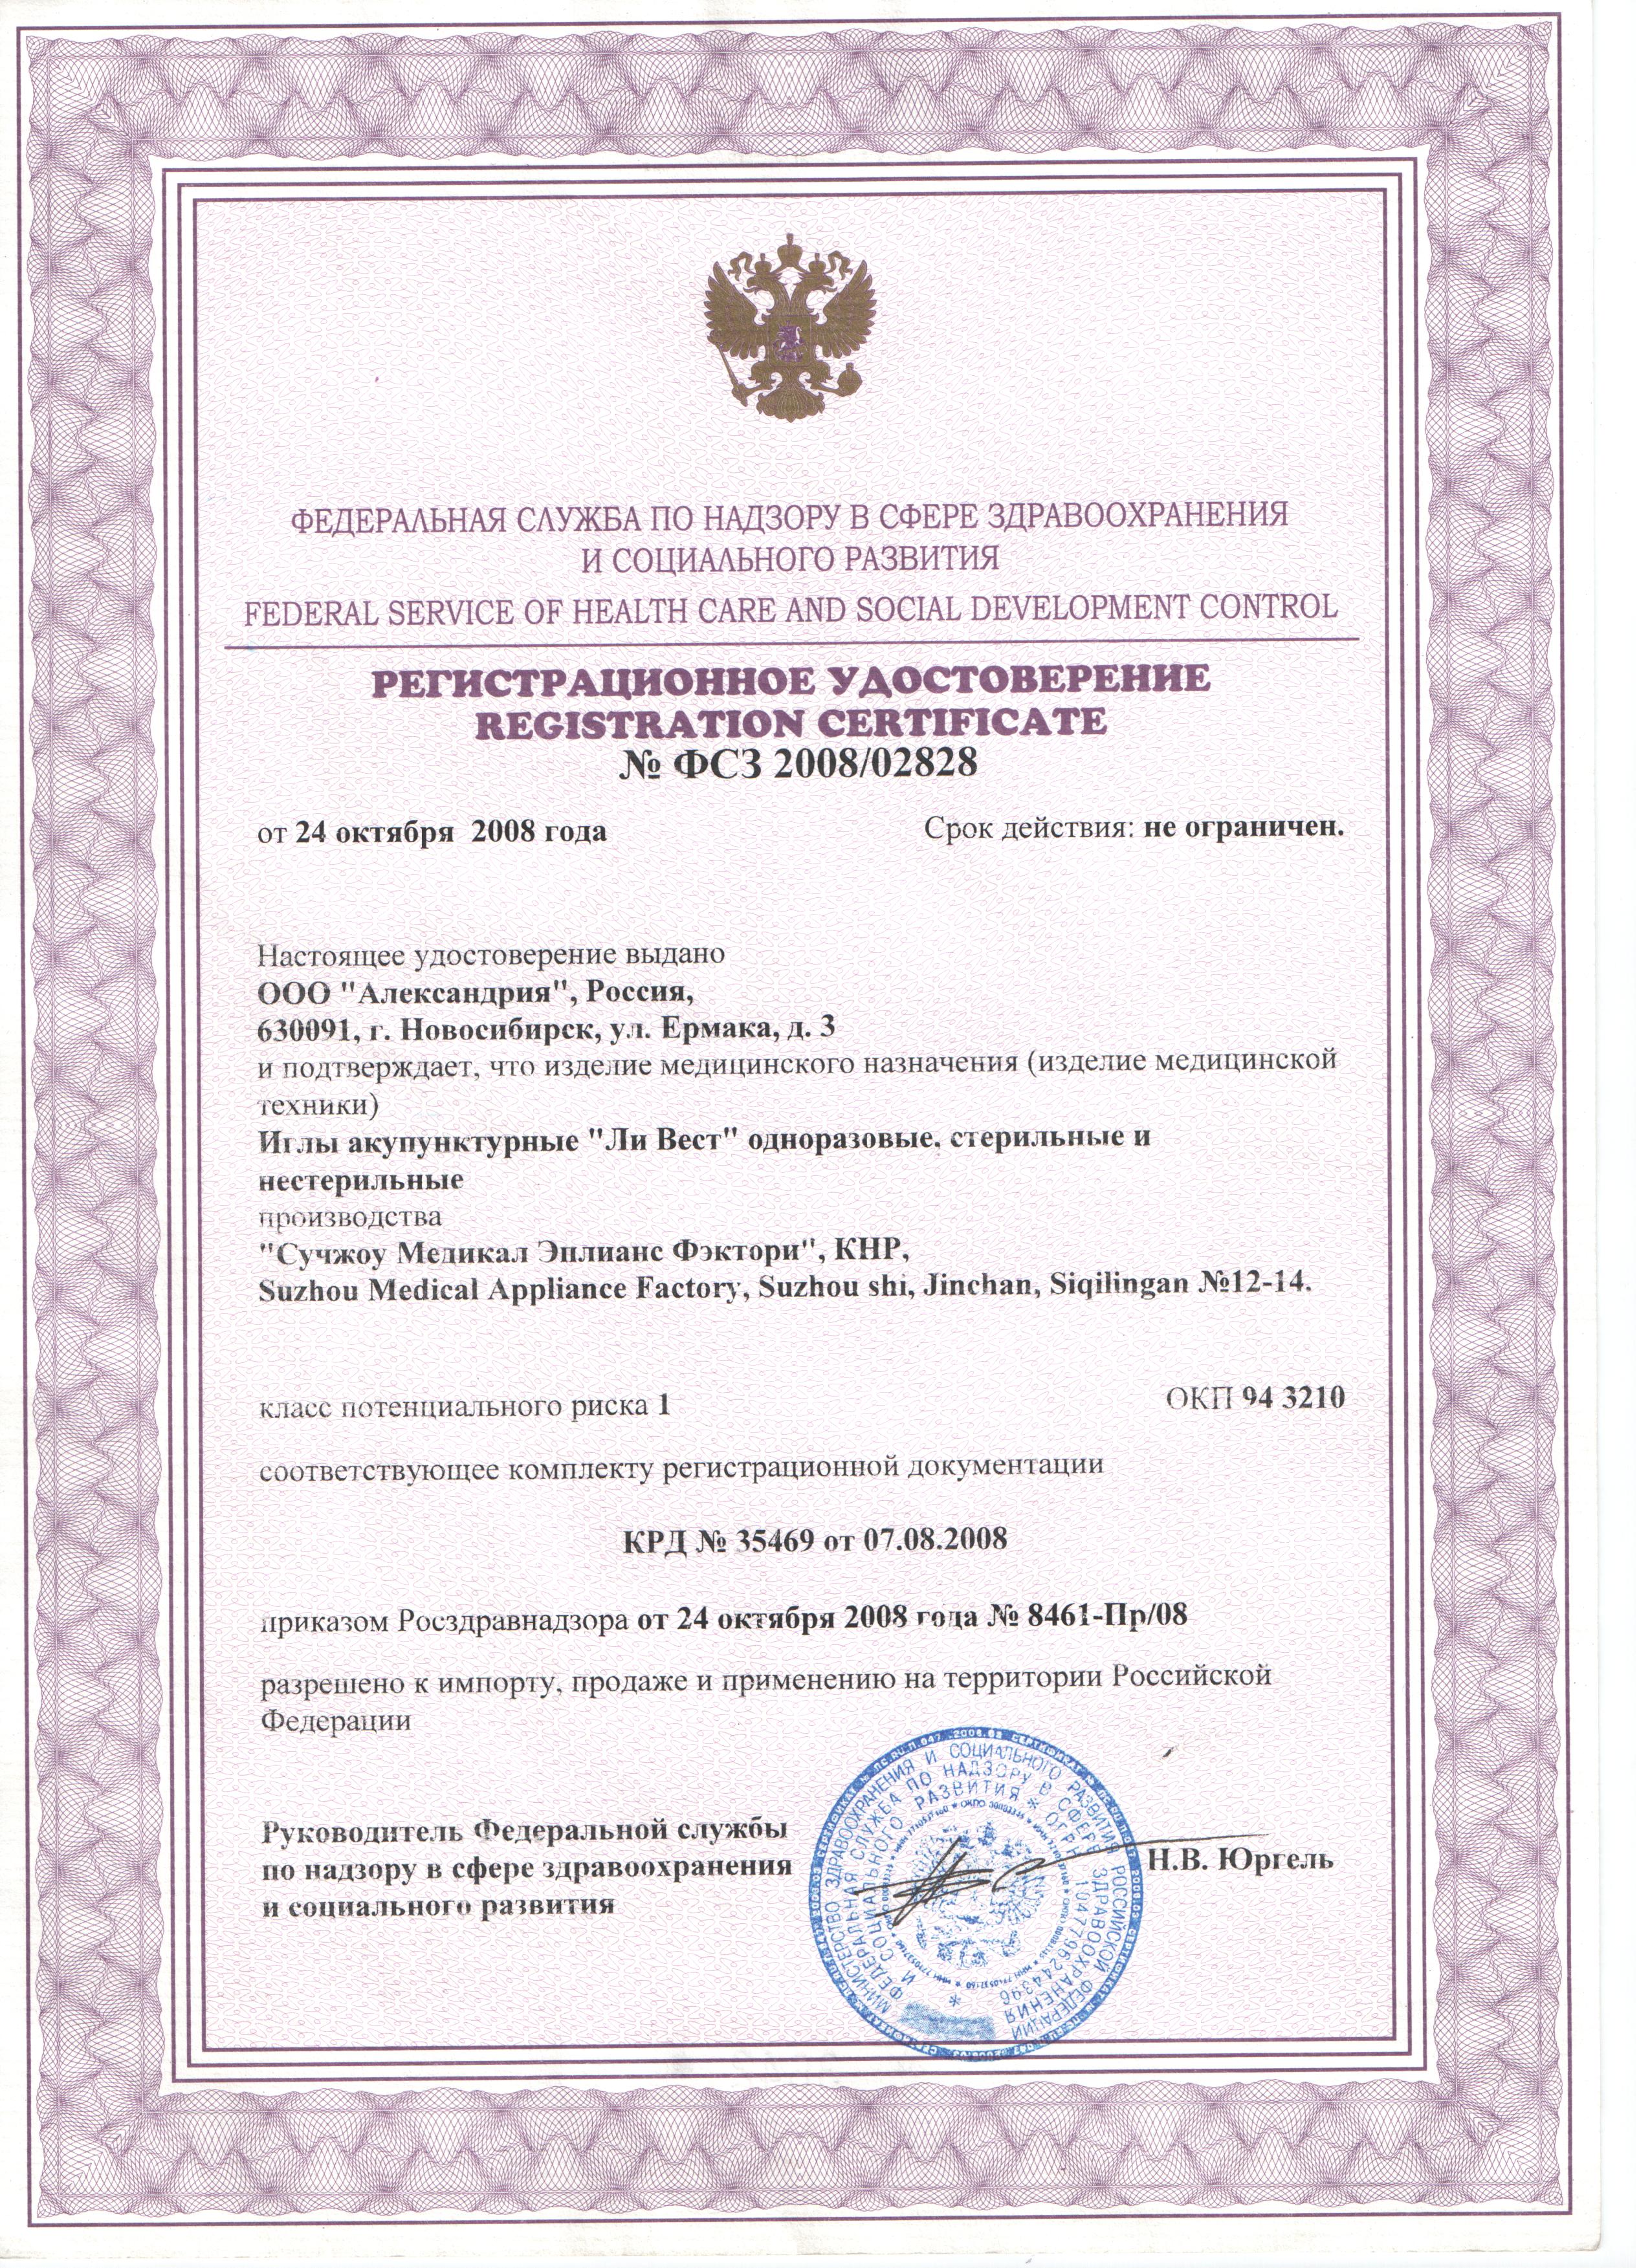 ФЕДЕРАЛЬНАЯ СЛУЖБА ПО НАДЗОРУ В СФЕРЕ ЗДРАВООХРАНЕНИЯ
И СОЦИАЛЬНОГО РАЗВИТИЯ
FEDERAL SERVICE OF HEALTH CARE AND SOCIAL DEVELOPMENT CONTROL
РЕГИСТРАЦИОННОЕ УДОСТОВЕРЕНИЕ
REGISTRATION CERTIFICATE
№ ФСЗ 2008/02828
от 24 октября 2008 года
Срок действия: не ограничен.
Настоящее удостоверение выдано
ООО "Александрия", Россия,
630091, г. Новосибирск, ул. Ермака, д. 3
и подтверждает, что изделие медицинского назначения (изделие медицинской
техники)
Иглы акупунктурные "Ли Вест" одноразовые, стерильные и
нестерильные
производства
"Сучжоу Медикал Эплианс Фэктори", КНР,
Suzhou Medical Appliance Factory, Suzhou shi, Jinchan, Siqilingan №12-14.
класс потенциального риска 1
ОКП 94 3210
соответствующее комплекту регистрационной документации
КРД № 35469 от 07.08.2008
приказом Росздравнадзора от 24 октября 2008 года № 8461-Пр/08
разрешено к импорту, продаже и применению на территории Российской
Федерации
Руководитель Федеральной службы
по надзору в сфере здравоохранения
и социального развития
Н.В. Юргель
МИНИСТЕРСТВО ЗДРАВООХРАНЕНИЯ И СОЦИАЛЬНОГО РАЗВИТИЯ РОССИЙСКОЙ ФЕДЕРАЦИИ
ФЕДЕРАЛЬНАЯ СЛУЖБА ПО НАДЗОРУ В СФЕРЕ ЗДРАВООХРАНЕНИЯ
И СОЦИАЛЬНОГО РАЗВИТИЯ * ОГРН 1047796244396 *